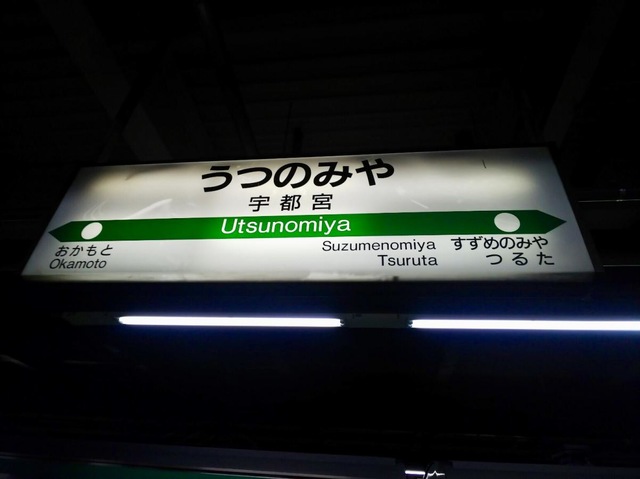 うつのみや
宇都宮
Utsunomiya
おかもと
Okamoto
Suzumenomiya すずめのみや
Tsuruta つるた